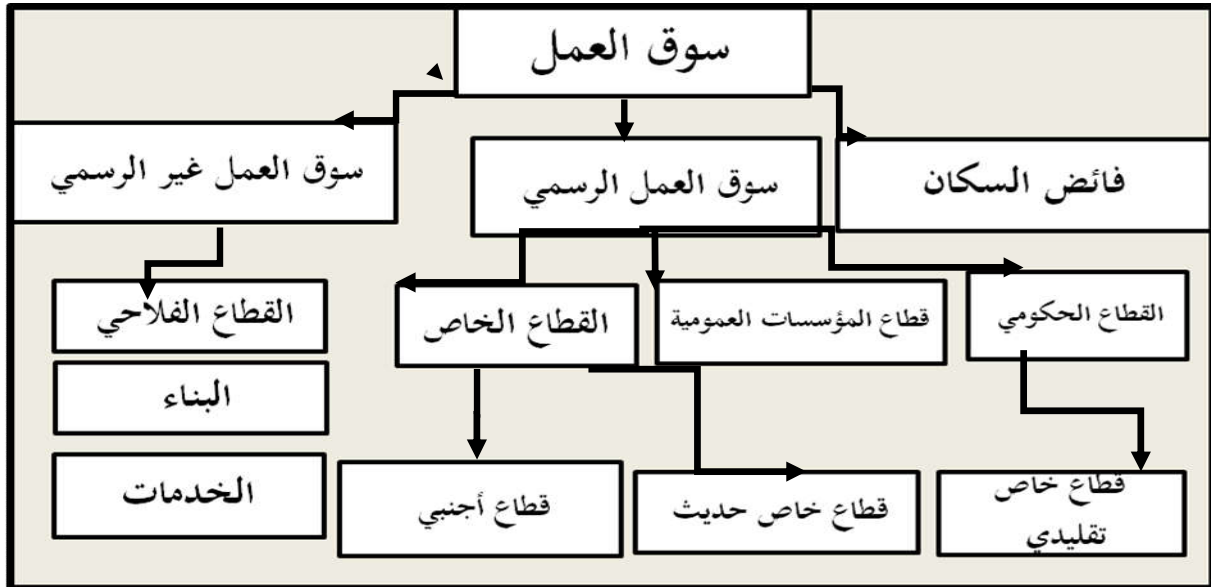 سوق العمل
فائض السكان
سوق العمل الرسمي
سوق العمل غير الرسمي
القطاع الحكومي
قطاع المؤسسات العمومية
القطاع الخاص
القطاع الفلاحي
البناء
قطاع خاص
تقليدي
قطاع خاص حديث
قطاع أجنبي
الخدمات